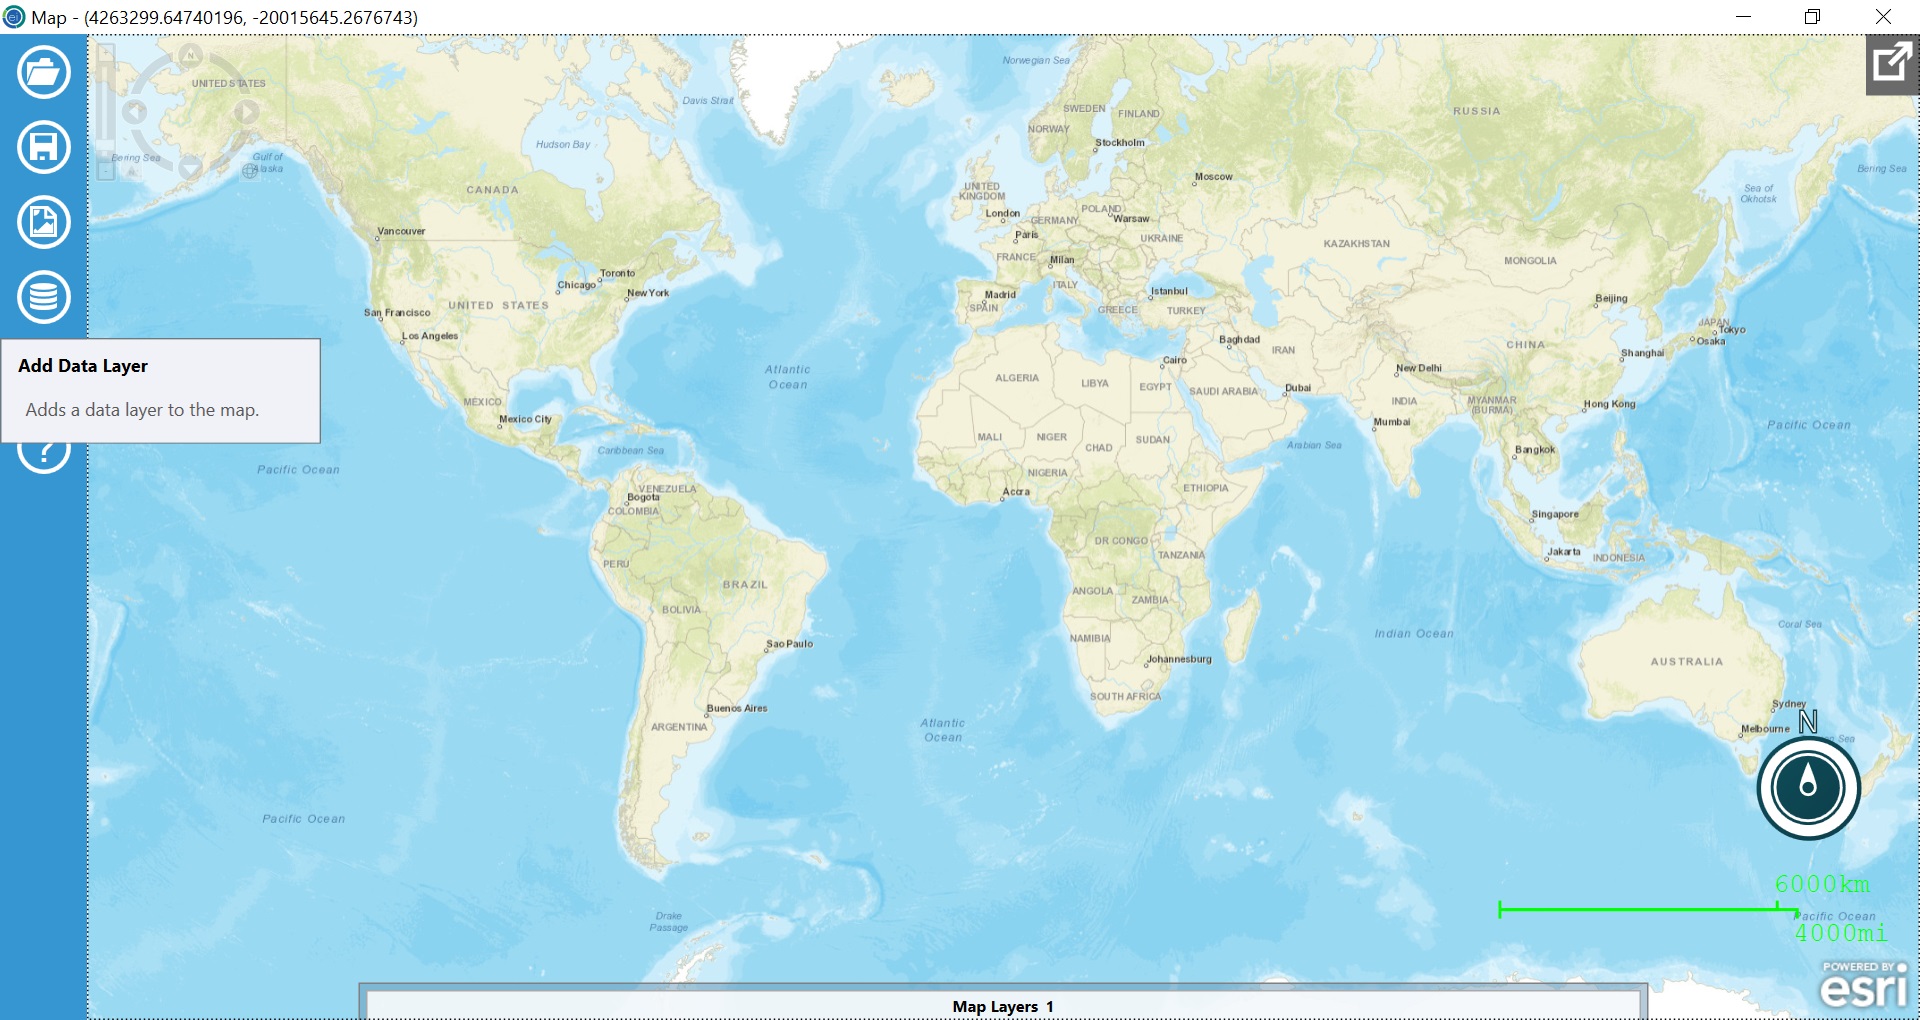 Map - (4263299.64740196, -20015645.2676743)
Norwegian Sea
N
UNITED STATES
Davis Strait
SWEDEN
FINLAND
RUSSIA
NORWAY
Hudson Bay
Stockholm
Bering Sea
Gulf of
Alaska
Bering Sea
Moscow
CANADA
UNITED
KINGDOM
Sea of
Okhotsk
London
POLAND
GERMANY
Warsaw
Vancouver
Paris
UKRAINE
KAZAKHSTAN
FRANCE
Milan
MONGOLIA
Toronto
Chicago
ITALY
New York
Madrid
Istanbul
Beijing
UNITED STATES
SPAIN
GREECE
TURKEY
San Francisco
JAPAN
Tokyo
Los Angeles
Baghdad
Osaka
IRAN
CHINA
Shanghai
Add Data Layer
Cairo
New Delhi
Atlantic
Ocean
ALGERIA
LIBYA
EGYPT
SAUDI ARABIA
Dubai
MÉXICO
INDIA
MYANMAR
(BURMA)
Hong Kong
Adds a data layer to the map.
Mexico City
Mumbai
Pacific Ocean
MALI
NIGER
CHAD
SUDAN
Arabian Sea
Caribbean Sea
Bangkok
?
Pacific Ocean
NIGERIA
VENEZUELA
Bogota
COLOMBIA
Accra
ETHIOPIA
Singapore
DR CONGO
TANZANIA
Jakarta
INDONESIA
PERU
BRAZIL
ANGOLA
ZAMBIA
BOLIVIA
Coral Sea
Sao Paulo
NAMIBIA
Indian Ocean
Johannesburg
AUSTRALIA
SOUTH AFRICA
Buenos Aires
Sydney
ARGENTINA
Atlantic
Ocean
Melbourne
N
Sea
Pacific Ocean
6000km
Drake
Passage
Pacific Ocean
4000mi
POWERED BY
esri
Map Layers 1